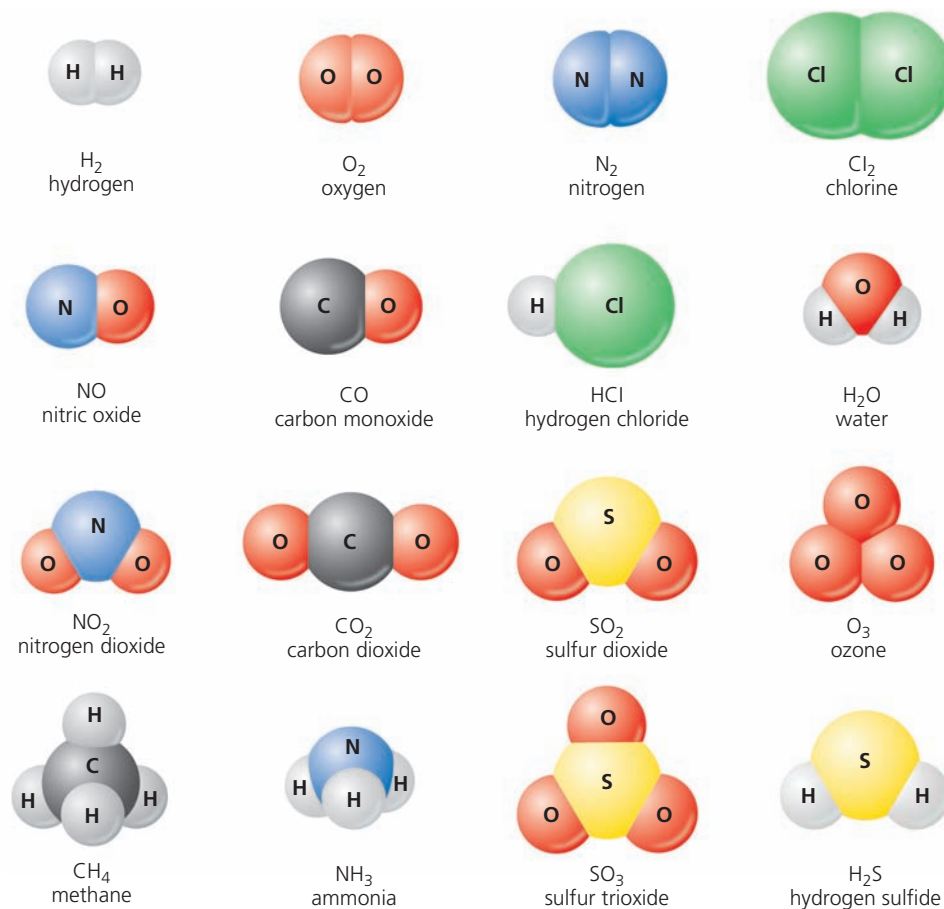 H H
O O
N N
Cl Cl
H₂
hydrogen
O₂
oxygen
N₂
nitrogen
Cl₂
chlorine
N O
C O
H Cl
O
H H
NO
nitric oxide
CO
carbon monoxide
HCl
hydrogen chloride
H₂O
water
N
O O
O C O
S
O O
O
O O
NO₂
nitrogen dioxide
CO₂
carbon dioxide
SO₂
sulfur dioxide
O₃
ozone
H
C
H H H
N
H H H
O
S
O O
S
H H
CH₄
methane
NH₃
ammonia
SO₃
sulfur trioxide
H₂S
hydrogen sulfide